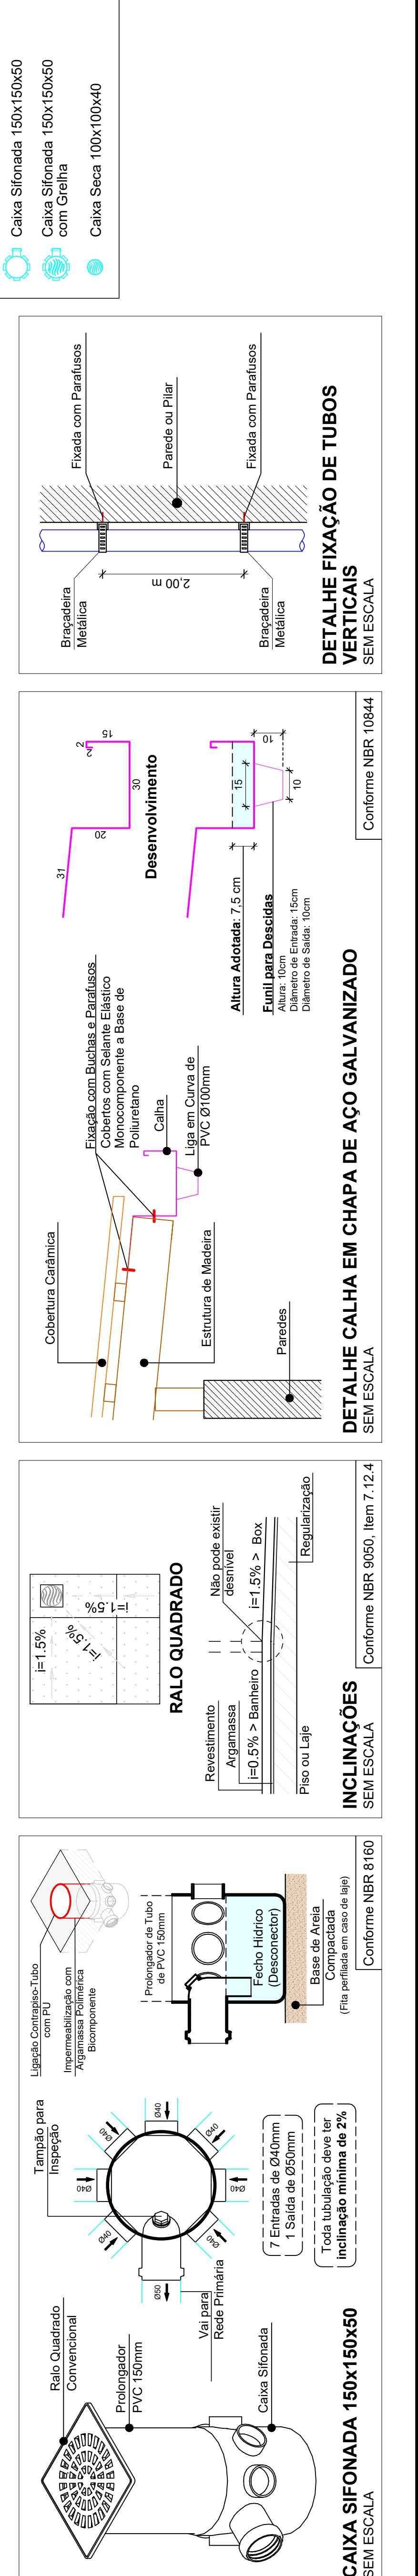 Caixa Sifonada 150x150x50
Caixa Sifonada 150x150x50
com Grelha
Caixa Seca 100x100x40
Fixada com Parafusos
Parede ou Pilar
Fixada com Parafusos
Braçadeira
Metálica
2,00 m
Braçadeira
Metálica
DETALHE FIXAÇÃO DE TUBOS
VERTICAIS
SEM ESCALA
Cobertura Carâmica
Fixação com Buchas e Parafusos
Cobertos com Selante Elástico
Monocomponente a Base de
Poliuretano
Calha
Liga em Curva de
PVC Ø100mm
Estrutura de Madeira
Paredes
31
20
30
15
2
2
Desenvolvimento
15
10
10
Altura Adotada: 7,5 cm
Funil para Descidas
Altura: 10cm
Diâmetro de Entrada: 15cm
Diâmetro de Saída: 10cm
DETALHE CALHA EM CHAPA DE AÇO GALVANIZADO
SEM ESCALA
Conforme NBR 10844
i=1.5%
i=1.5%
i=1.5%
RALO QUADRADO
Revestimento
Argamassa
i=0.5% > Banheiro
Não pode existir
desnível
i=1.5% > Box
Piso ou Laje
Regularização
INCLINAÇÕES
SEM ESCALA
Conforme NBR 9050, Item 7.12.4
Ralo Quadrado
Convencional
Prolongador
PVC 150mm
Caixa Sifonada
Tampão para
Inspeção
Ø40
Ø40
Ø40
Ø40
Ø40
Ø40
Ø40
Ø50
Vai para
Rede Primária
7 Entradas de Ø40mm
1 Saída de Ø50mm
Toda tubulação deve ter
inclinação mínima de 2%
Ligação Contrapiso-Tubo
com PU
Impermeabilização com
Argamassa Polimérica
Bicomponente
Prolongador de Tubo
de PVC 150mm
Fecho Hídrico
(Desconector)
Base de Areia
Compactada
(Fita perfilada em caso de laje)
CAIXA SIFONADA 150x150x50
SEM ESCALA
Conforme NBR 8160